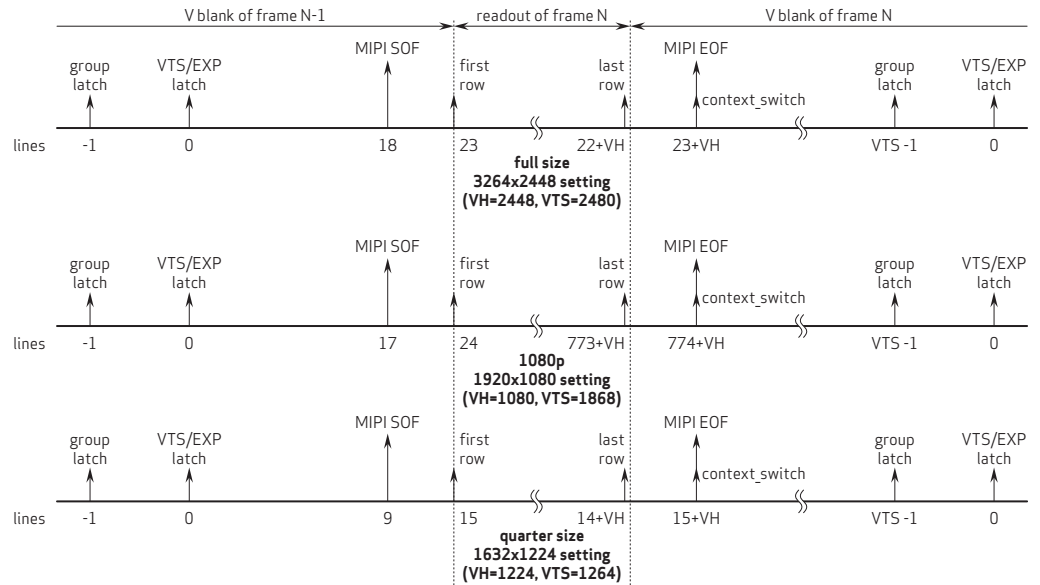 V blank of frame N-1 readout of frame N V blank of frame N
MIPI SOF MIPI EOF
group VTS/EXP first last group VTS/EXP
latch latch row row latch latch
context_switch
lines -1 0 18 23 22+VH 23+VH VTS -1 0
full size
3264x2448 setting
(VH=2448, VTS=2480)
MIPI SOF MIPI EOF
group VTS/EXP first last group VTS/EXP
latch latch row row latch latch
context_switch
lines -1 0 17 24 773+VH 774+VH VTS -1 0
1080p
1920x1080 setting
(VH=1080, VTS=1868)
MIPI SOF MIPI EOF
group VTS/EXP first last group VTS/EXP
latch latch row row latch latch
context_switch
lines -1 0 9 15 14+VH 15+VH VTS -1 0
quarter size
1632x1224 setting
(VH=1224, VTS=1264)